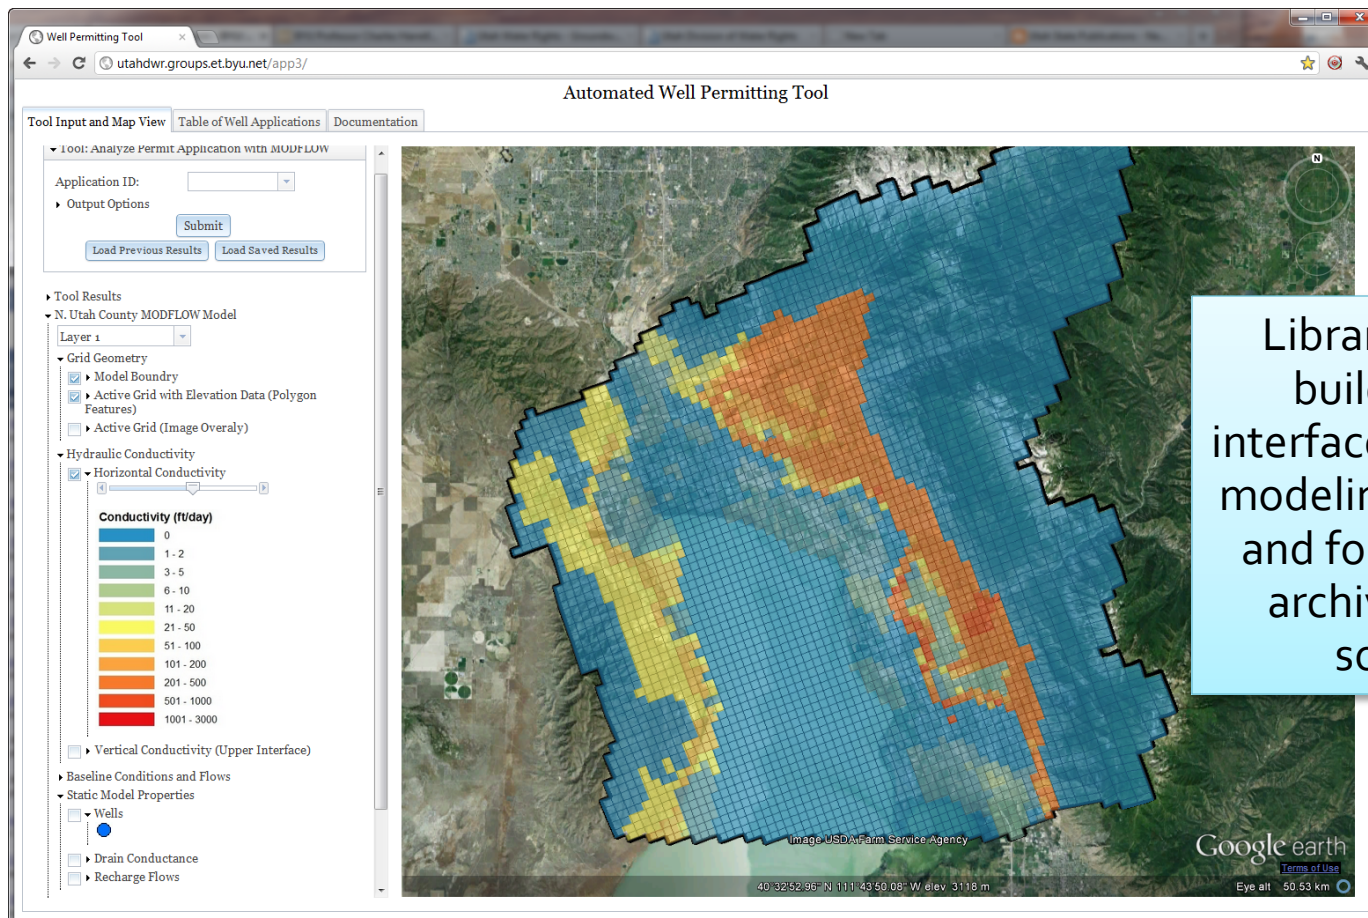 Well Permitting Tool
New Tab
utahdwr.groups.et.byu.net/app3/
Automated Well Permitting Tool
Tool Input and Map View
Table of Well Applications
Documentation
Tool: Analyze Permit Application with MODFLOW
Application ID:
Output Options
Submit
Load Previous Results
Load Saved Results
Tool Results
N. Utah County MODFLOW Model
Layer 1
Grid Geometry
Model Boundry
Active Grid with Elevation Data (Polygon
Features)
Active Grid (Image Overaly)
Hydraulic Conductivity
Horizontal Conductivity
Conductivity (ft/day)
0
1 - 2
3 - 5
6 - 10
11 - 20
21 - 50
51 - 100
101 - 200
201 - 500
501 - 1000
1001 - 3000
Vertical Conductivity (Upper Interface)
Baseline Conditions and Flows
Static Model Properties
Wells
Drain Conductance
Recharge Flows
N
Librar
buil
interface
modelin
and fo
archiv
so
Image USDA Farm Service Agency
Google earth
Terms of Use
40°32'52.96" N 111°43'50.08" W elev 3118 m
Eye alt 50.53 km